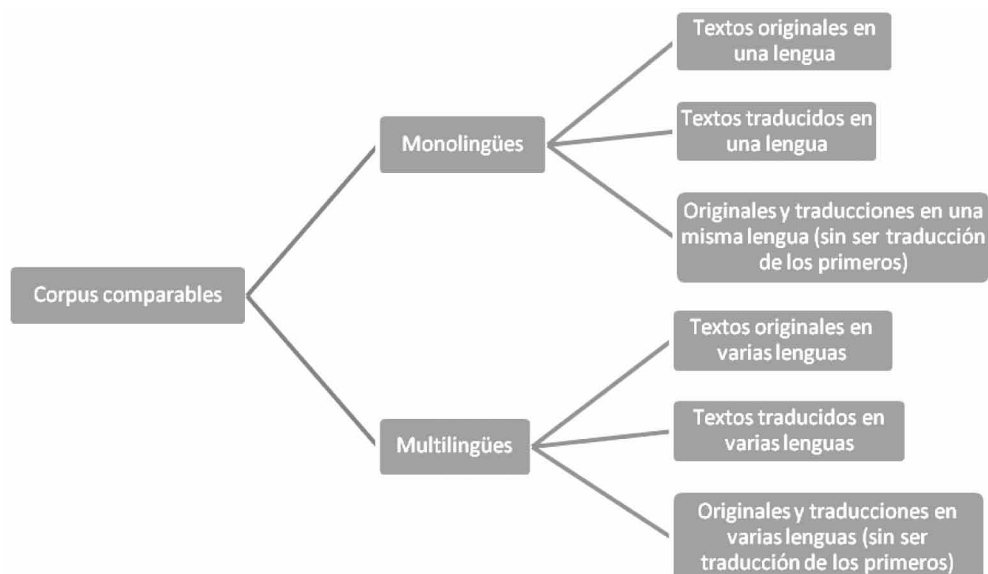 Textos originales en
una lengua
Textos traducidos en
una lengua
Monolingües
Originales y traducciones en una
misma lengua (sin ser traducción
de los primeros)
Corpus comparables
Textos originales en
varias lenguas
Textos traducidos en
varias lenguas
Multilingües
Originales y traducciones en
varias lenguas (sin ser
traducción de los primeros)